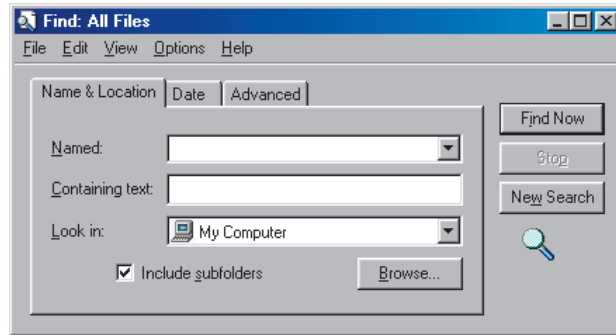 Find: All Files
File Edit View Options Help
Name & Location Date Advanced
Find Now
Named:
Stop
Containing text:
New Search
Look in: My Computer
Include subfolders Browse...